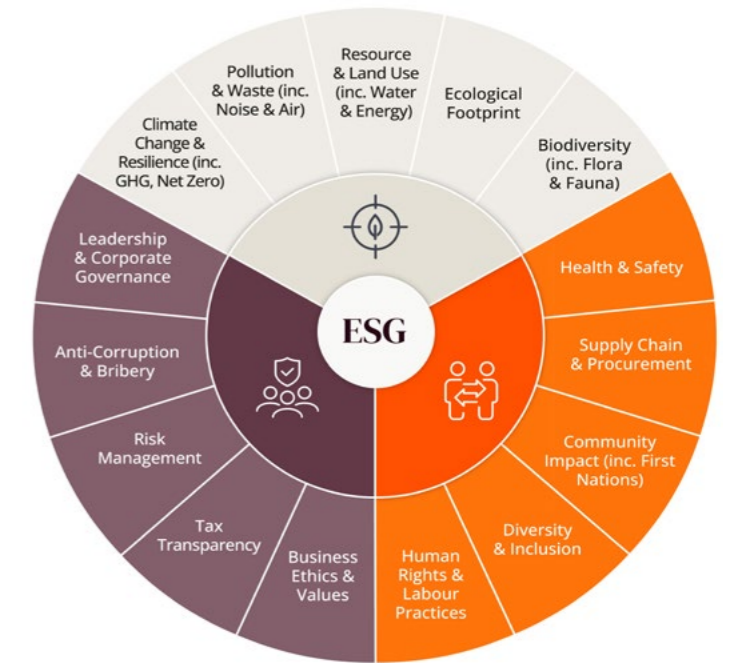 Resource
& Land Use
(inc. Water
& Energy)
Pollution
& Waste (inc.
Noise & Air)
Ecological
Footprint
Climate
Change &
Resilience (inc.
GHG, Net Zero)
Biodiversity
(inc. Flora
& Fauna)
Leadership
& Corporate
Governance
Health & Safety
ESG
Anti-Corruption
& Bribery
Supply Chain
& Procurement
Risk
Management
Community
Impact (inc. First
Nations)
Tax
Transparency
Diversity
& Inclusion
Business
Ethics &
Values
Human
Rights &
Labour
Practices